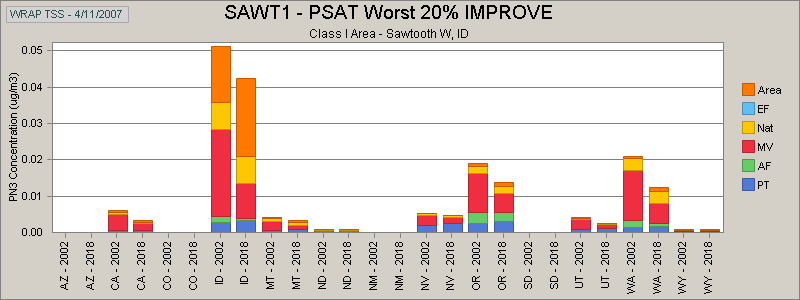 WRAP TSS - 4/11/2007
SAWT1 - PSAT Worst 20% IMPROVE
Class I Area - Sawtooth W, ID
PN3 Concentration (ug/m3)
0.05
0.04
0.03
0.02
0.01
0.00
AZ - 2002
AZ - 2018
CA - 2002
CA - 2018
CO - 2002
CO - 2018
ID - 2002
ID - 2018
MT - 2002
MT - 2018
ND - 2002
ND - 2018
NM - 2002
NM - 2018
NV - 2002
NV - 2018
OR - 2002
OR - 2018
SD - 2002
SD - 2018
UT - 2002
UT - 2018
WA - 2002
WA - 2018
WY - 2002
WY - 2018
Area
EF
Nat
MV
AF
PT